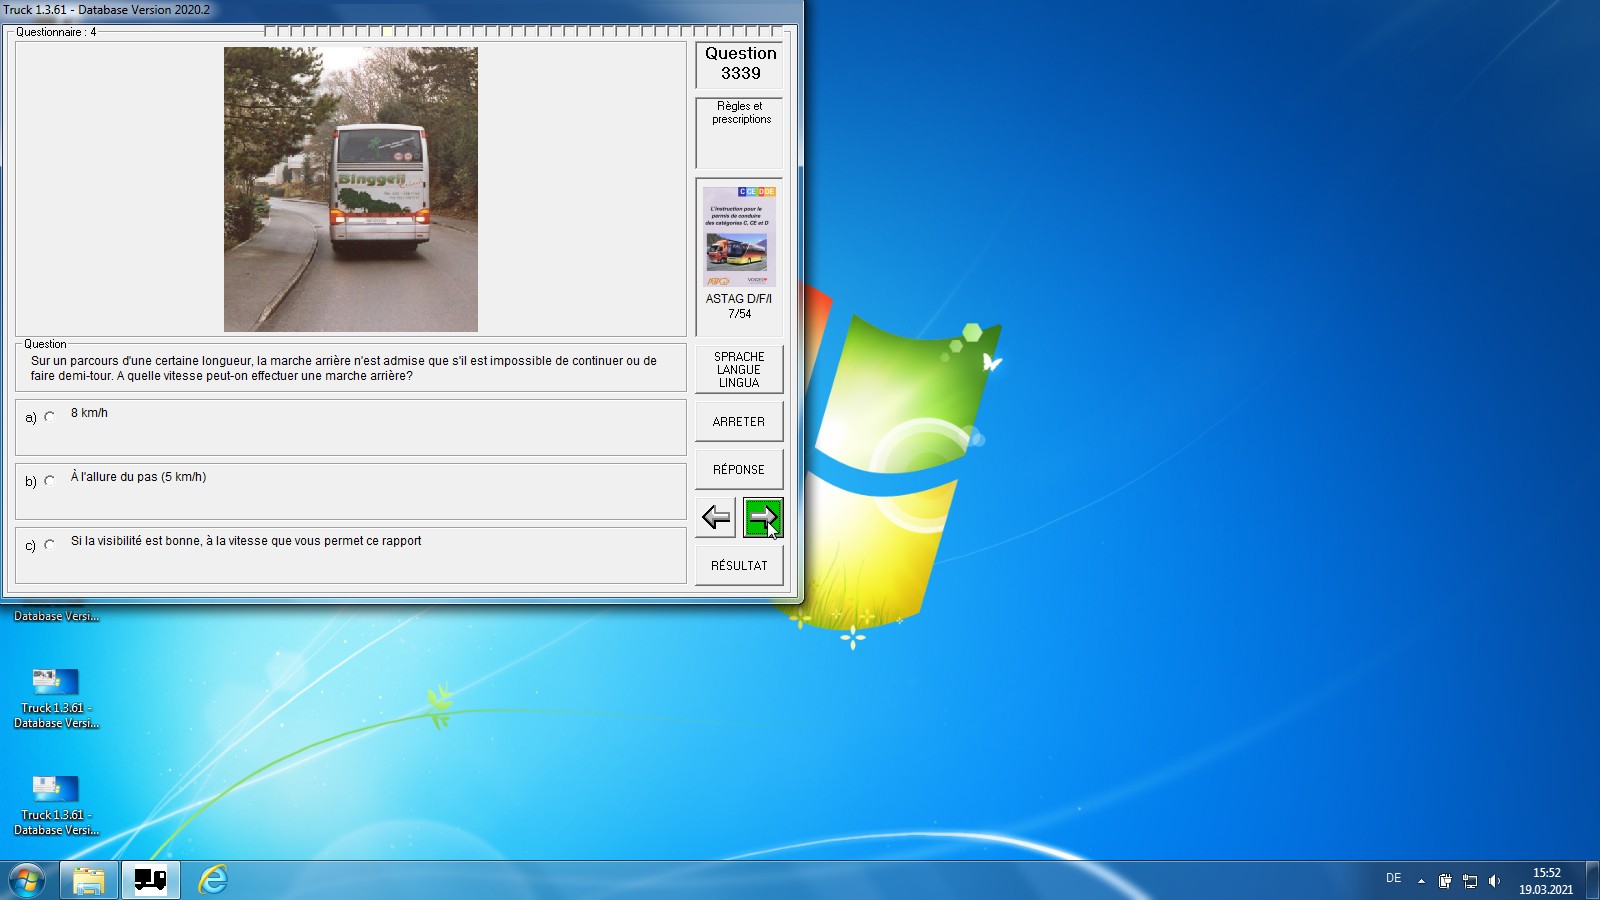 Truck 1.3.61 - Database Version 2020.2
Questionnaire : 4
Binggeli
Question
3339
Règles et
prescriptions
C CE D DE
L'instruction pour le
permis de conduire
des catégories C, CE et D
ASTAG D/F/I
7/54
Question
Sur un parcours d'une certaine longueur, la marche arrière n'est admise que s'il est impossible de continuer ou de
faire demi-tour. A quelle vitesse peut-on effectuer une marche arrière?
a) 8 km/h
b) À l'allure du pas (5 km/h)
c) Si la visibilité est bonne, à la vitesse que vous permet ce rapport
SPRACHE
LANGUE
LINGUA
ARRETER
RÉPONSE
RÉSULTAT
Database Versi...
Truck 1.3.61 -
Database Versi...
Truck 1.3.61 -
Database Versi...
DE
15:52
19.03.2021